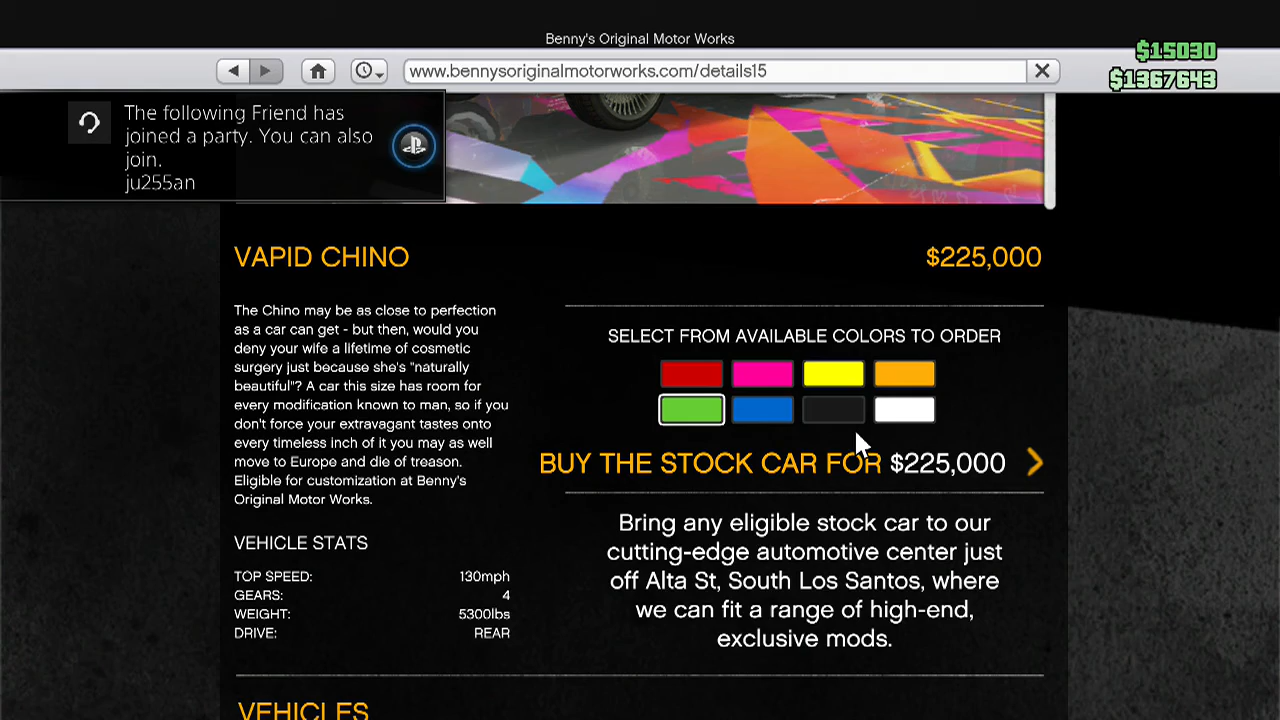 Benny's Original Motor Works
www.bennysoriginalmotorworks.com/details15
$15030
$1367643
The following Friend has
joined a party. You can also
join.
ju255an
VAPID CHINO
$225,000
The Chino may be as close to perfection
as a car can get - but then, would you
deny your wife a lifetime of cosmetic
surgery just because she's "naturally
beautiful"? A car this size has room for
every modification known to man, so if you
don't force your extravagant tastes onto
every timeless inch of it you may as well
move to Europe and die of treason.
Eligible for customization at Benny's
Original Motor Works.
VEHICLE STATS
TOP SPEED: 130mph
GEARS: 4
WEIGHT: 5300lbs
DRIVE: REAR
SELECT FROM AVAILABLE COLORS TO ORDER
BUY THE STOCK CAR FOR $225,000
Bring any eligible stock car to our
cutting-edge automotive center just
off Alta St, South Los Santos, where
we can fit a range of high-end,
exclusive mods.
VEHICLES